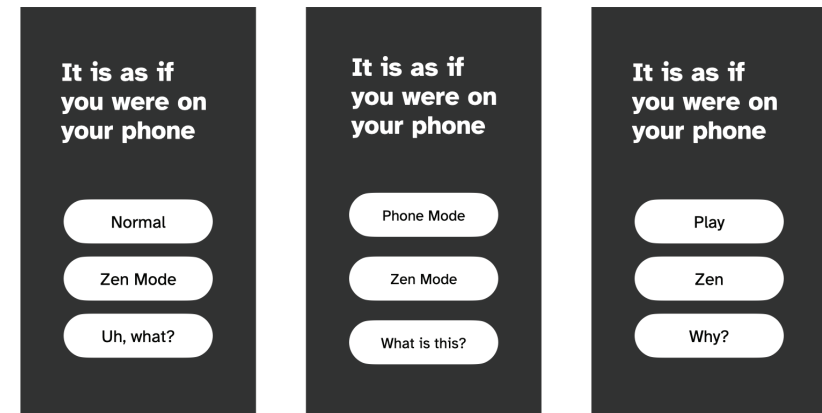 It is as if
you were on
your phone
Normal
Zen Mode
Uh, what?
It is as if
you were on
your phone
Phone Mode
Zen Mode
What is this?
It is as if
you were on
your phone
Play
Zen
Why?